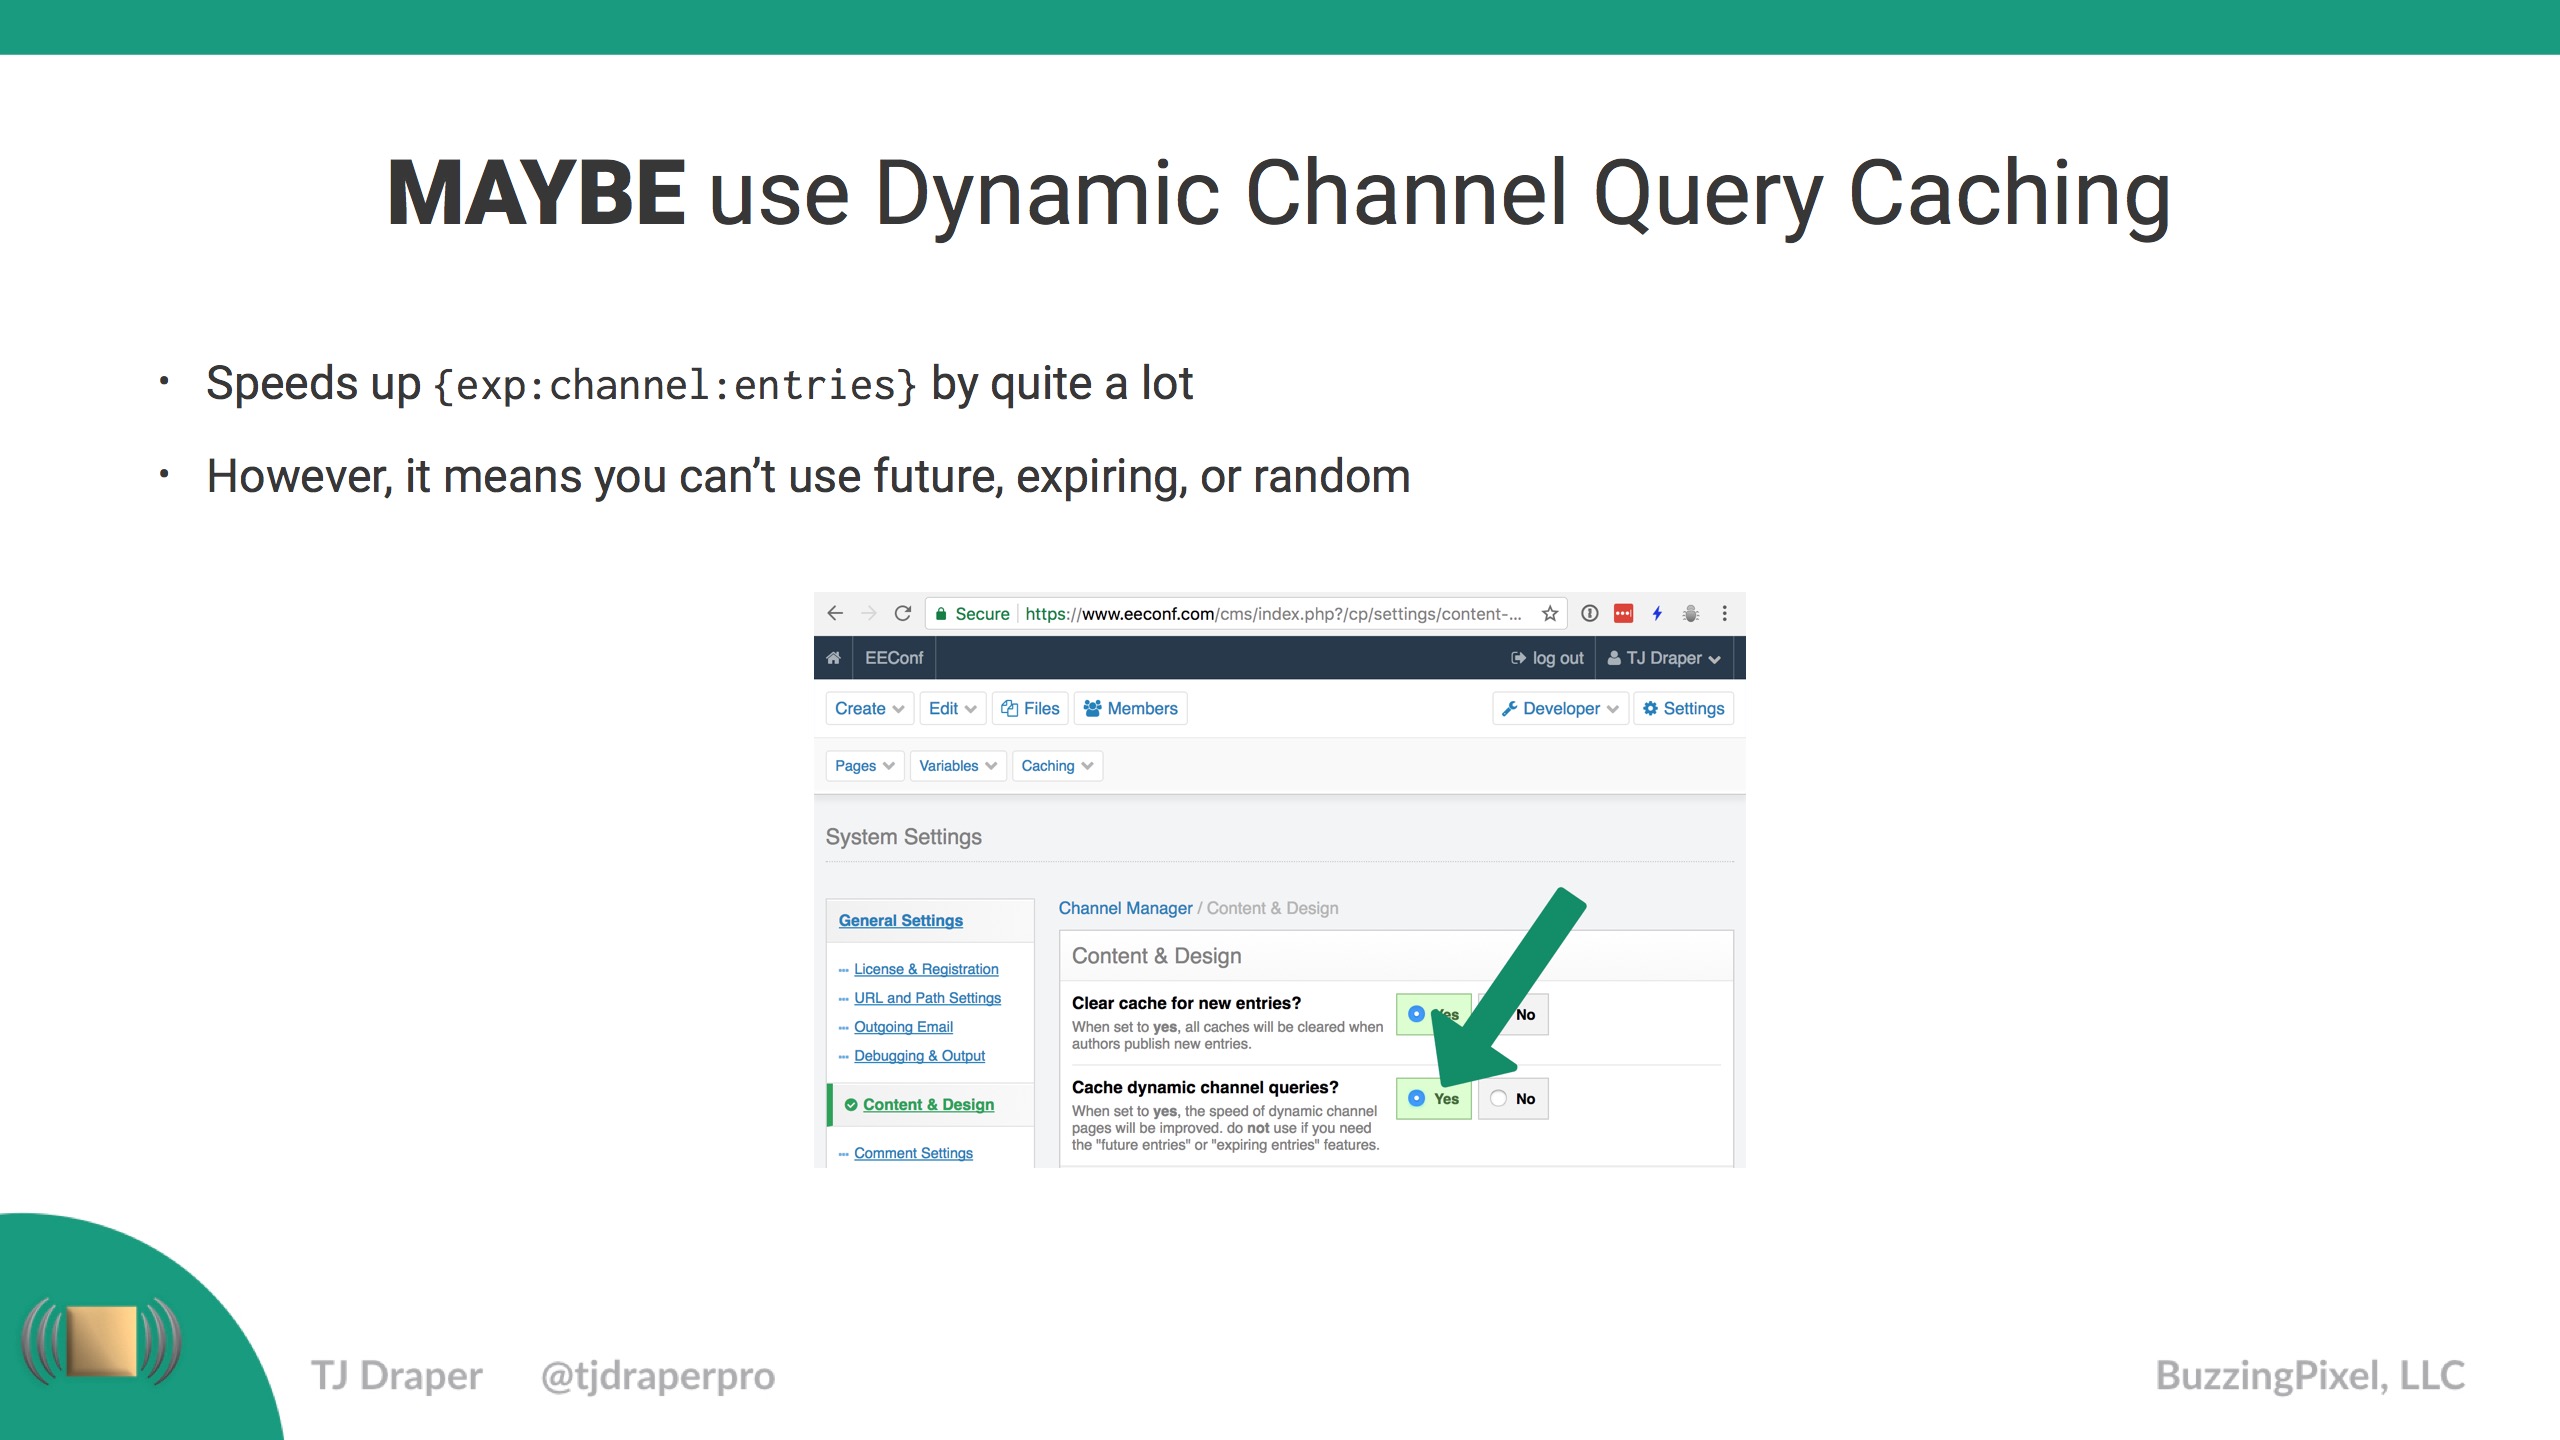 MAYBE use Dynamic Channel Query Caching
• Speeds up {exp:channel:entries} by quite a lot
• However, it means you can’t use future, expiring, or random
Secure https://www.eeconf.com/cms/index.php?/cp/settings/content-...
EEConf log out TJ Draper
Create Edit Files Members Developer Settings
Pages Variables Caching
System Settings
General Settings
License & Registration
URL and Path Settings
Outgoing Email
Debugging & Output
Content & Design
Comment Settings
Channel Manager / Content & Design
Content & Design
Clear cache for new entries?
When set to yes, all caches will be cleared when
authors publish new entries.
Yes No
Cache dynamic channel queries?
When set to yes, the speed of dynamic channel
pages will be improved. do not use if you need
the "future entries" or "expiring entries" features.
Yes No
TJ Draper @tjdraperpro BuzzingPixel, LLC